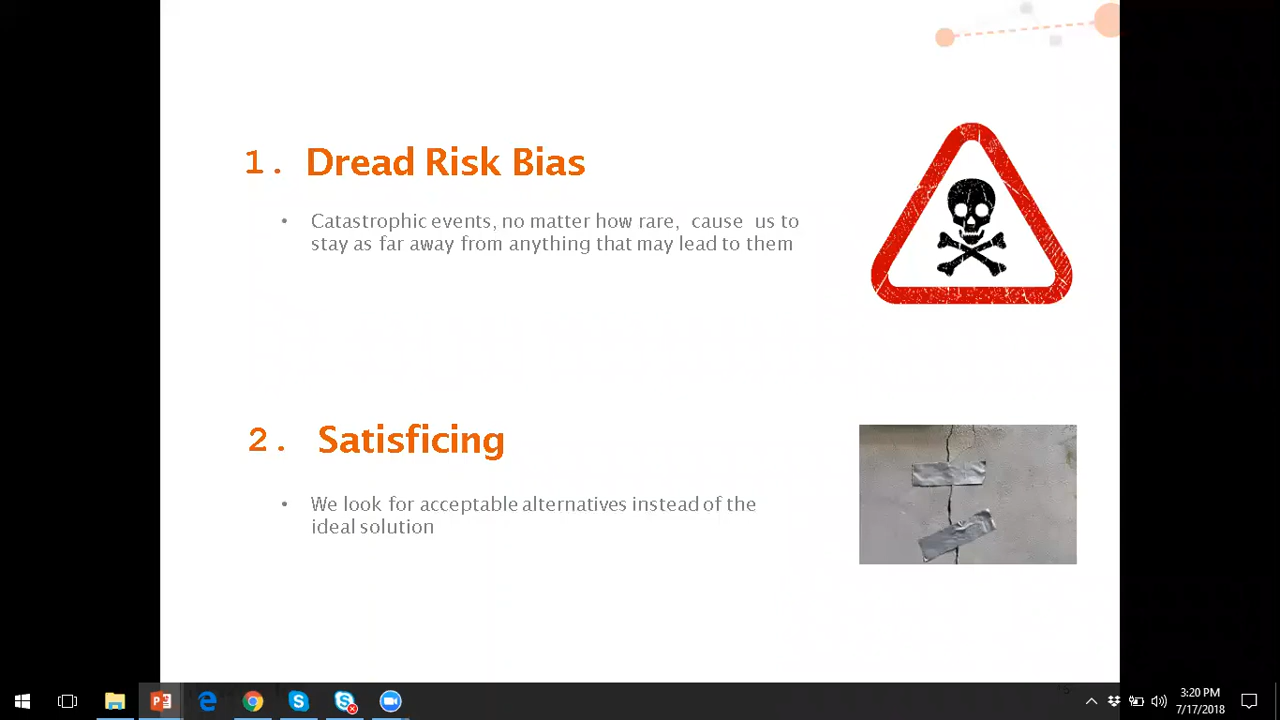 1. Dread Risk Bias
• Catastrophic events, no matter how rare, cause us to
stay as far away from anything that may lead to them
2. Satisficing
• We look for acceptable alternatives instead of the
ideal solution
3:20 PM
7/17/2018